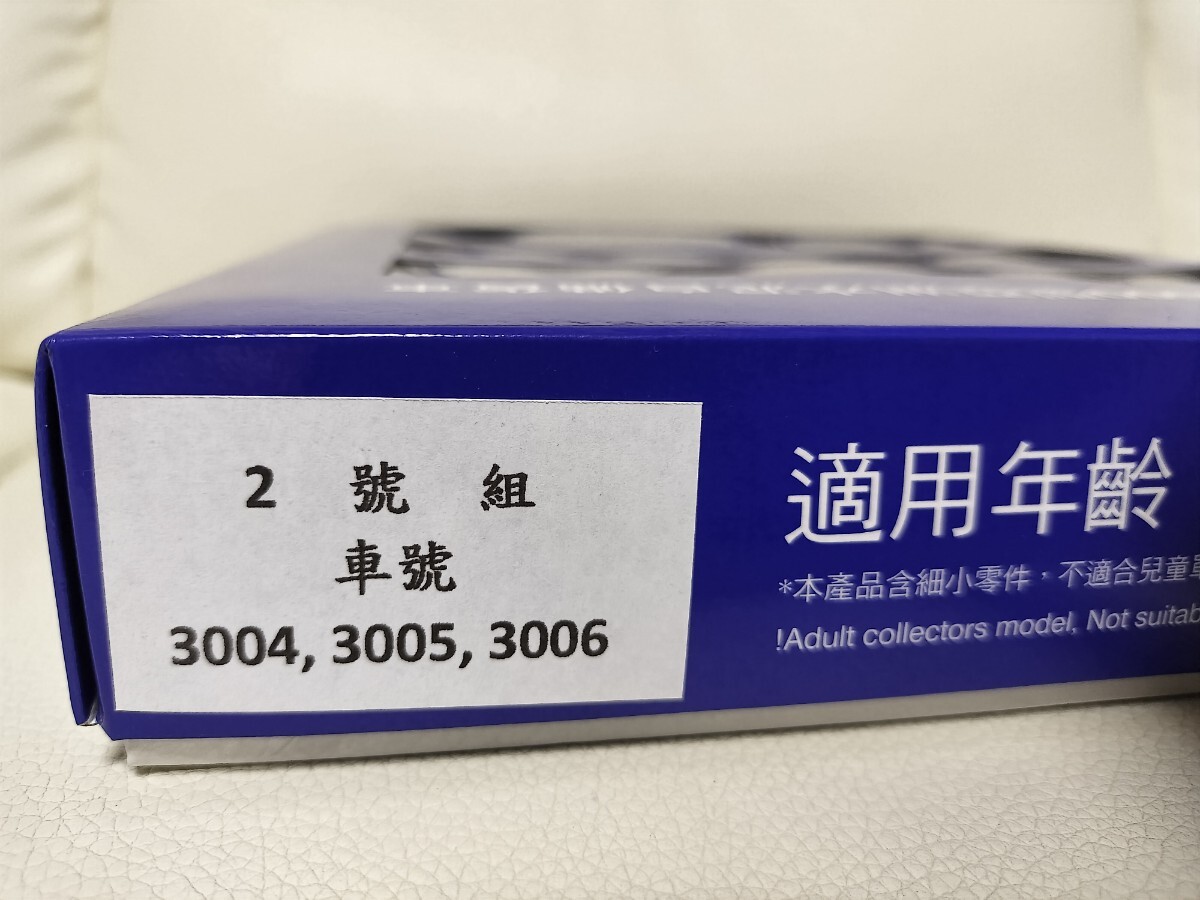 2 號 組
車號
3004, 3005, 3006
適用年齡
*本產品含細小零件，不適合兒童單
!Adult collectors model, Not suitab